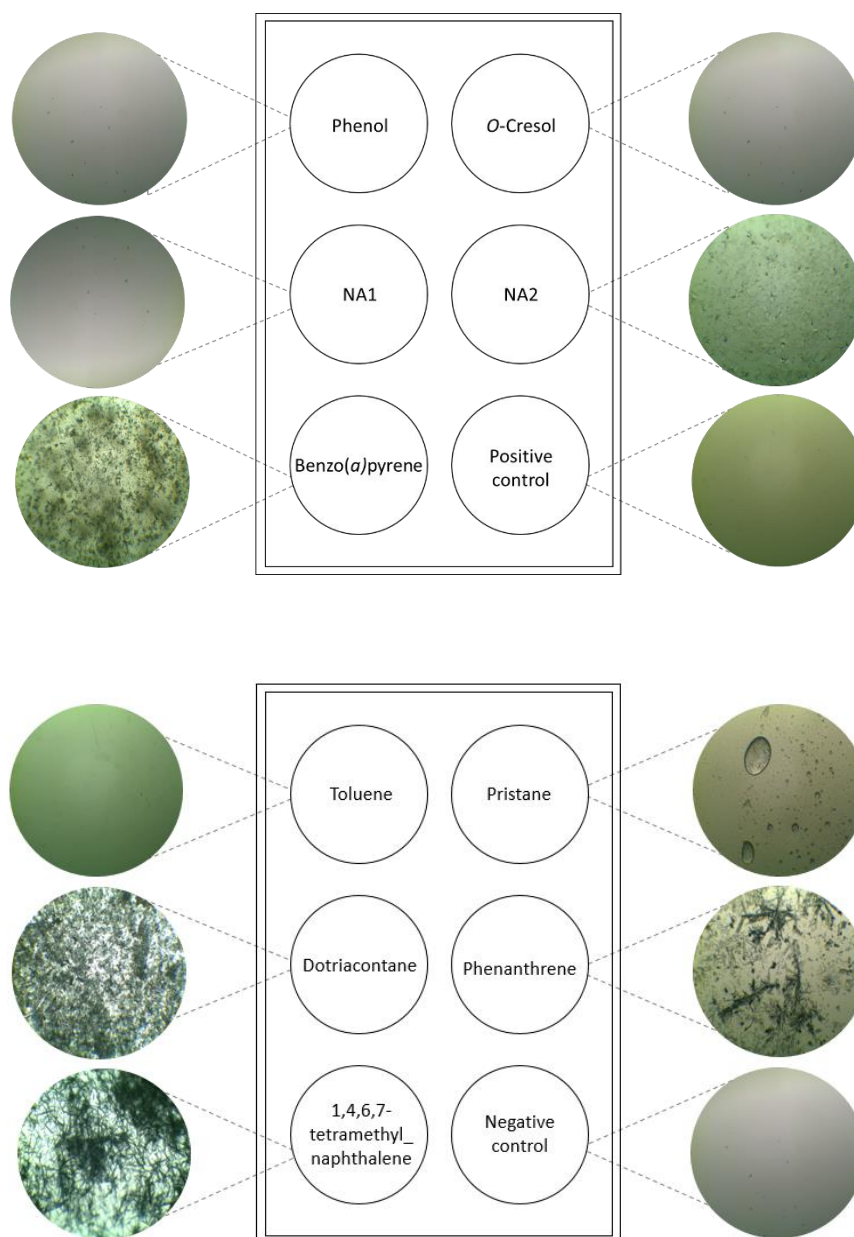 Phenol
O-Cresol
NA1
NA2
Benzo(a)pyrene
Positive
control
Toluene
Pristane
Dotriacontane
Phenanthrene
1,4,6,7-
tetramethyl_
naphthalene
Negative
control